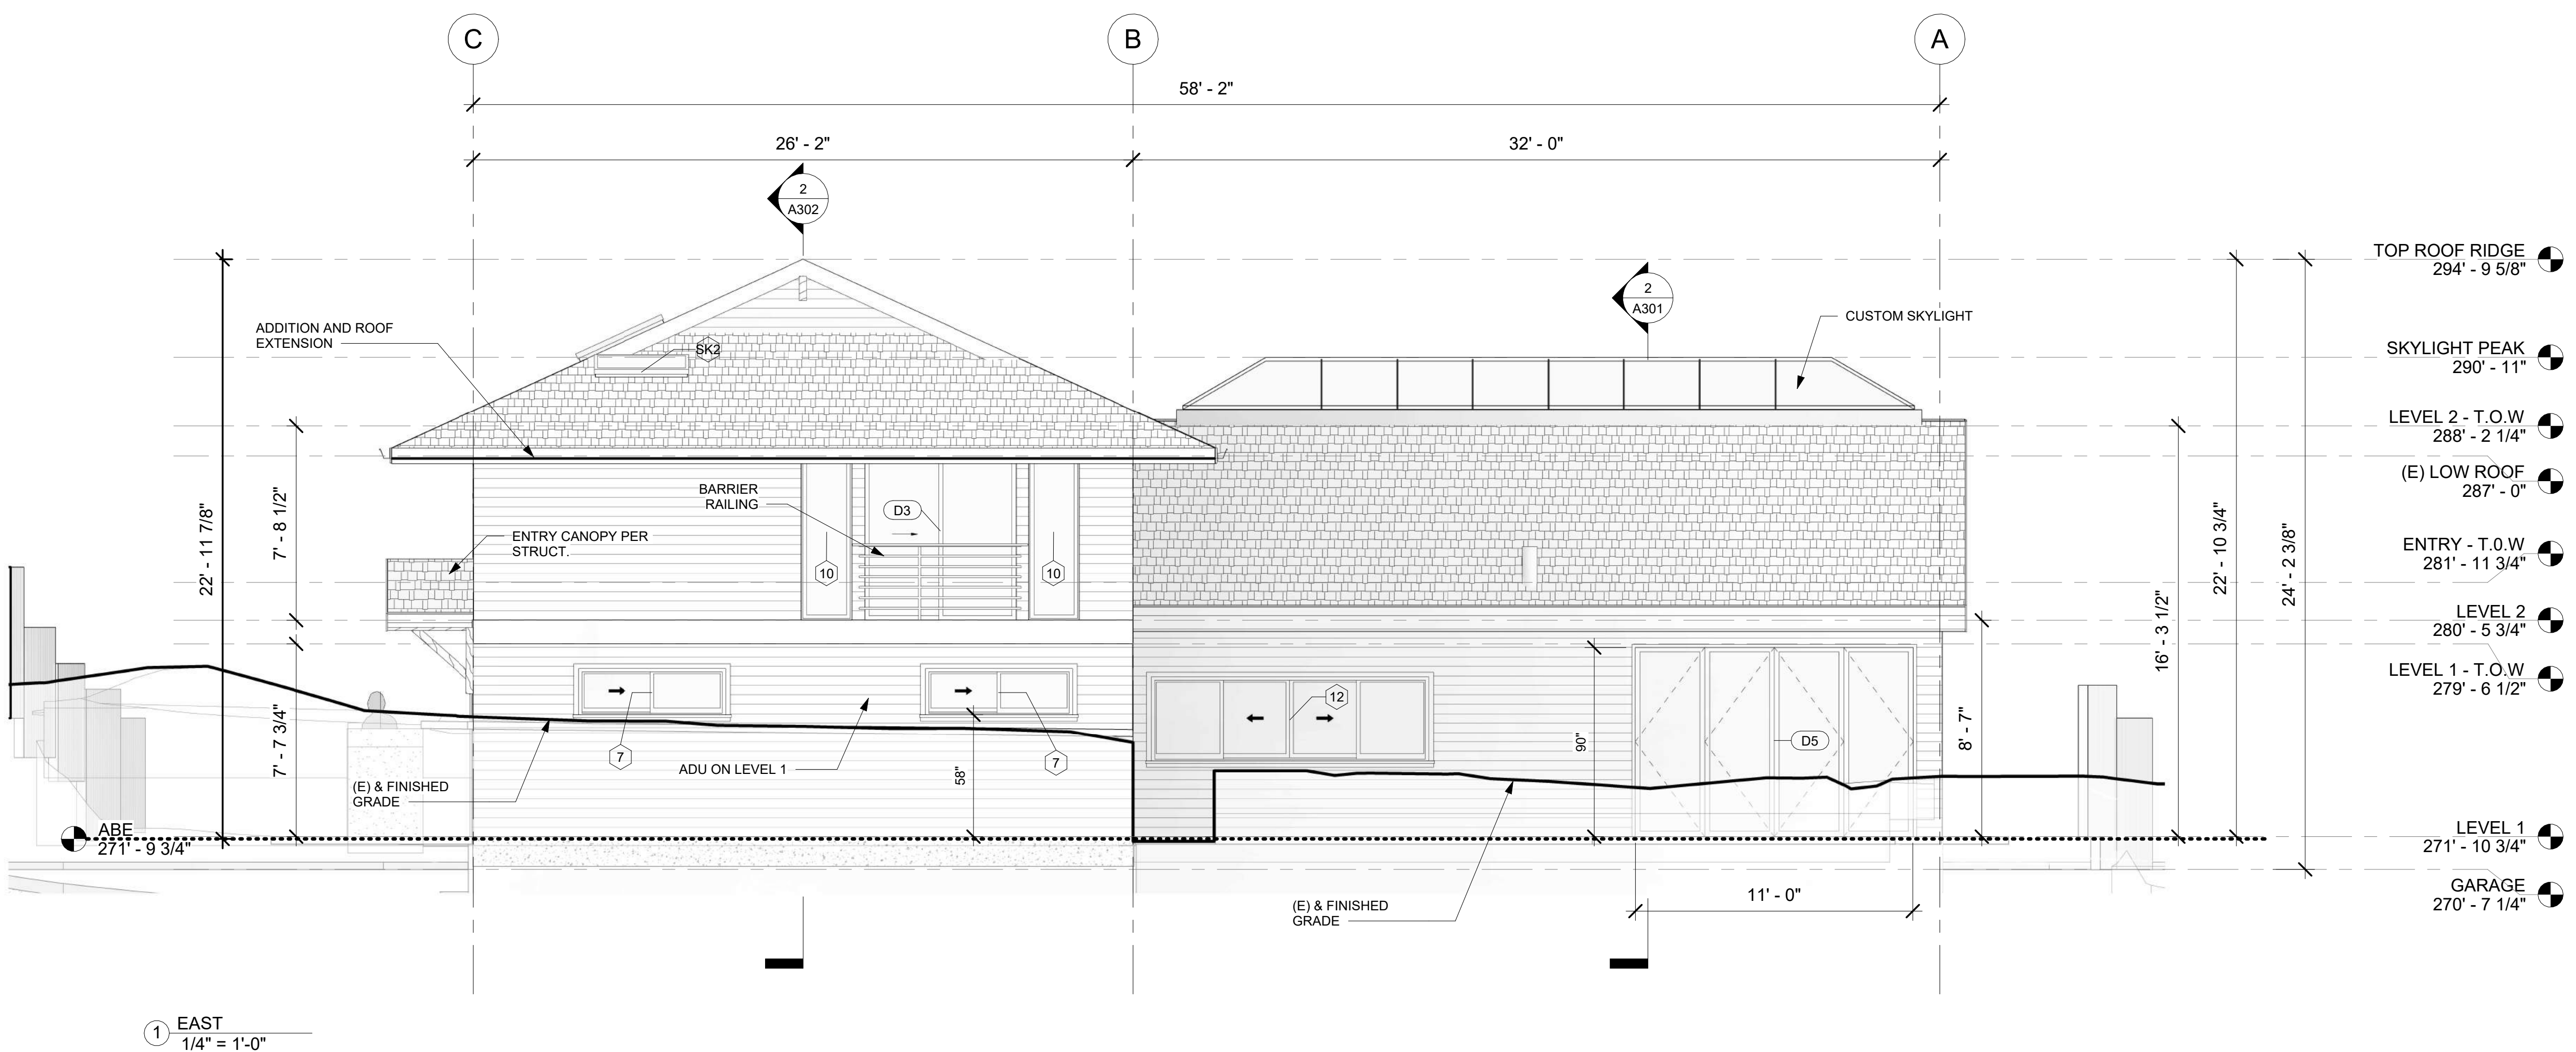 C
B
A
58' - 2"
26' - 2"
32' - 0"
2
A302
2
A301
TOP ROOF RIDGE
294' - 9 5/8"
ADDITION AND ROOF
EXTENSION
SK2
CUSTOM SKYLIGHT
SKYLIGHT PEAK
290' - 11"
LEVEL 2 - T.O.W
288' - 2 1/4"
(E) LOW ROOF
287' - 0"
BARRIER
RAILING
D3
ENTRY CANOPY PER
STRUCT.
10
10
22' - 11 7/8"
7' - 8 1/2"
22' - 10 3/4"
24' - 2 3/8"
16' - 3 1/2"
ENTRY - T.0.W
281' - 11 3/4"
LEVEL 2
280' - 5 3/4"
LEVEL 1 - T.O.W
279' - 6 1/2"
7' - 7 3/4"
12
8' - 7"
90"
D5
7
7
58"
ADU ON LEVEL 1
(E) & FINISHED
GRADE
ABE
271' - 9 3/4"
LEVEL 1
271' - 10 3/4"
GARAGE
270' - 7 1/4"
11' - 0"
(E) & FINISHED
GRADE
1
EAST
1/4" = 1'-0"